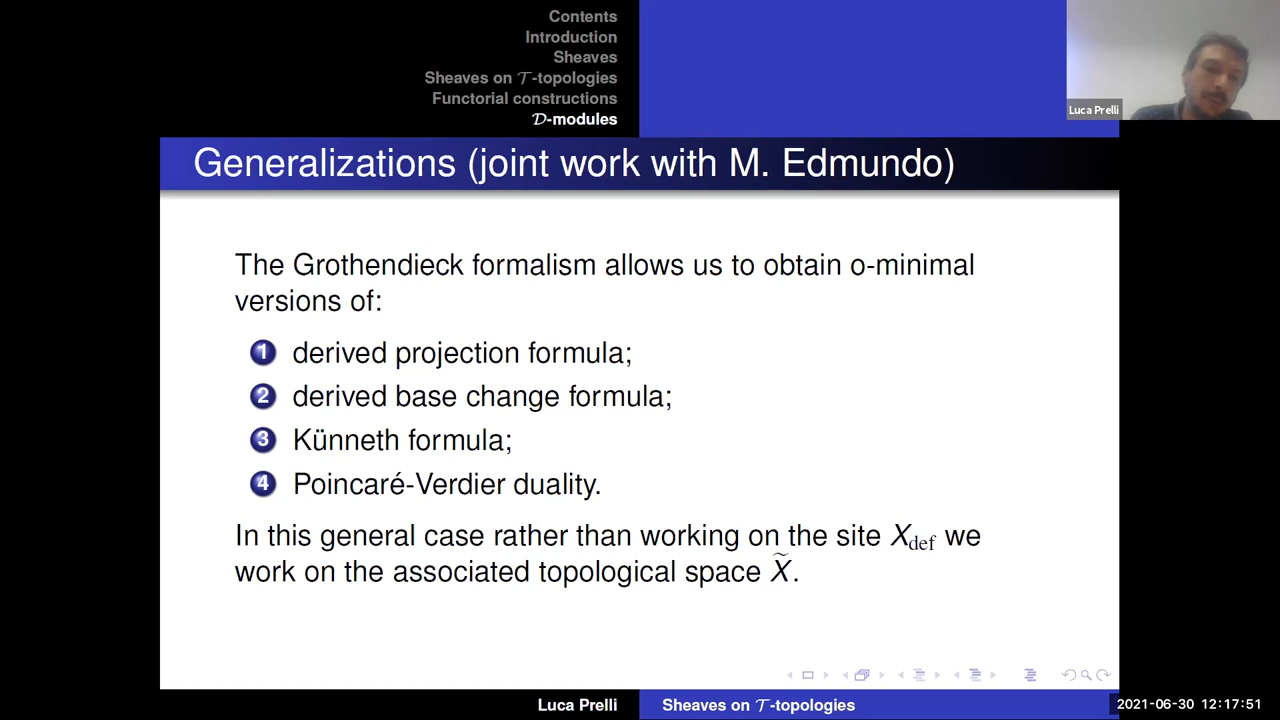 Contents
Introduction
Sheaves
Sheaves on 𝒯-topologies
Functorial constructions
𝒟-modules
Luca Prelli
Generalizations (joint work with M. Edmundo)
The Grothendieck formalism allows us to obtain o-minimal
versions of:
1 derived projection formula;
2 derived base change formula;
3 Künneth formula;
4 Poincaré-Verdier duality.
In this general case rather than working on the site X_def we
work on the associated topological space X̃.
Luca Prelli
Sheaves on 𝒯-topologies
2021-06-30 12:17:51